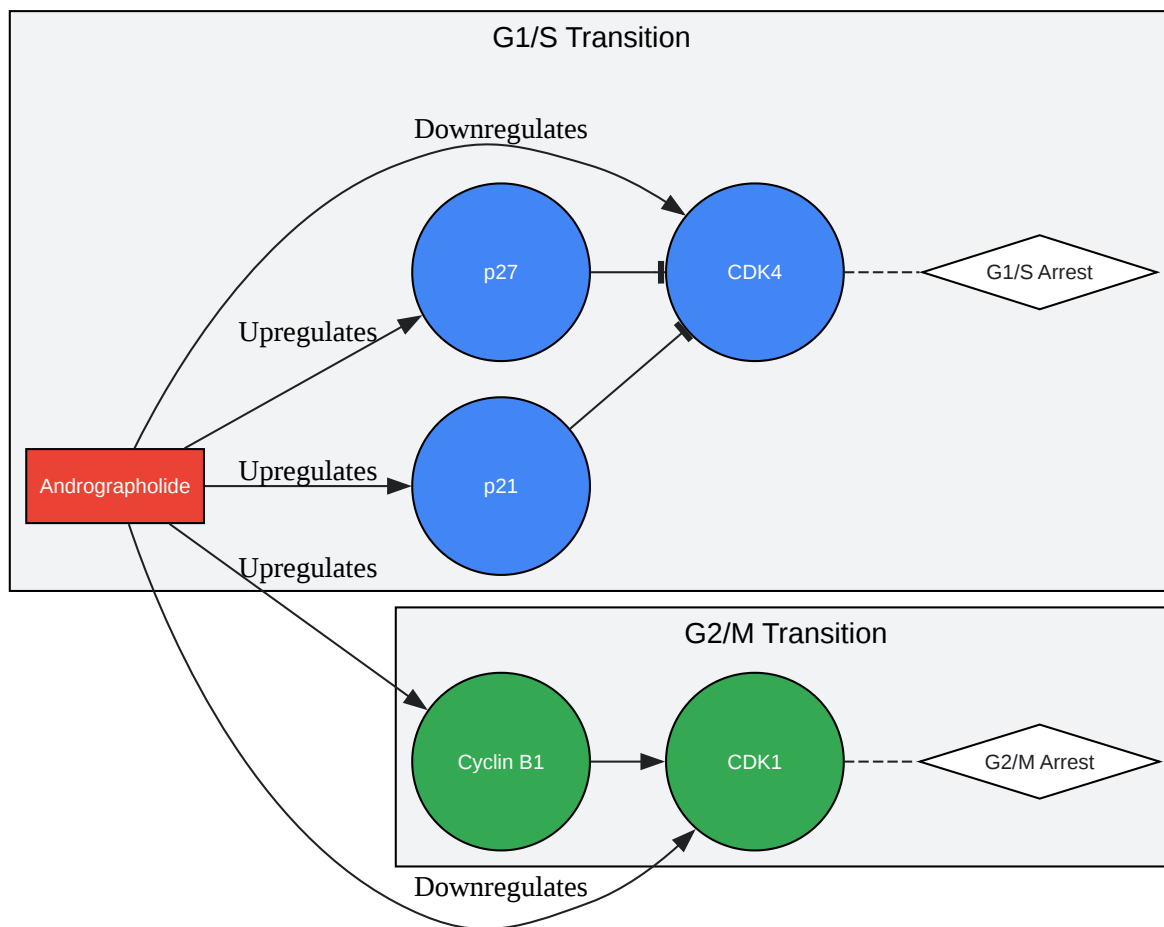 G1/S Transition
Downregulates
p27
CDK4
G1/S Arrest
Upregulates
Andrographolide
Upregulates
p21
Upregulates
G2/M Transition
Cyclin B1
CDK1
G2/M Arrest
Downregulates